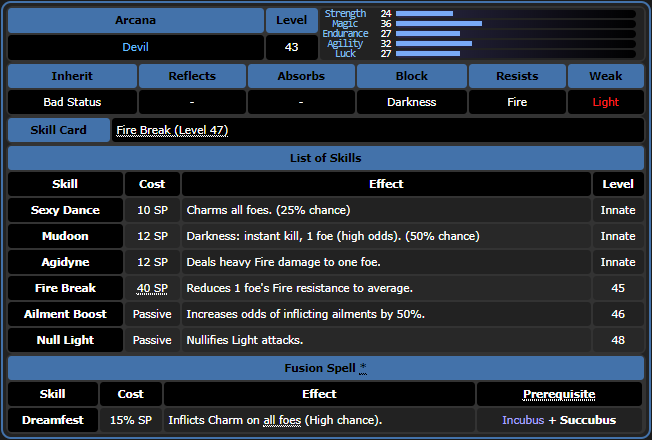 Arcana Level
Devil 43
Strength 24
Magic 36
Endurance 27
Agility 32
Luck 27
Inherit Reflects Absorbs Block Resists Weak
Bad Status - - Darkness Fire Light
Skill Card Fire Break (Level 47)
List of Skills
Skill Cost Effect Level
Sexy Dance 10 SP Charms all foes. (25% chance) Innate
Mudoon 12 SP Darkness: instant kill, 1 foe (high odds). (50% chance) Innate
Agidyne 12 SP Deals heavy Fire damage to one foe. Innate
Fire Break 40 SP Reduces 1 foe's Fire resistance to average. 45
Ailment Boost Passive Increases odds of inflicting ailments by 50%. 46
Null Light Passive Nullifies Light attacks. 48
Fusion Spell *
Skill Cost Effect Prerequisite
Dreamfest 15% SP Inflicts Charm on all foes (High chance). Incubus + Succubus